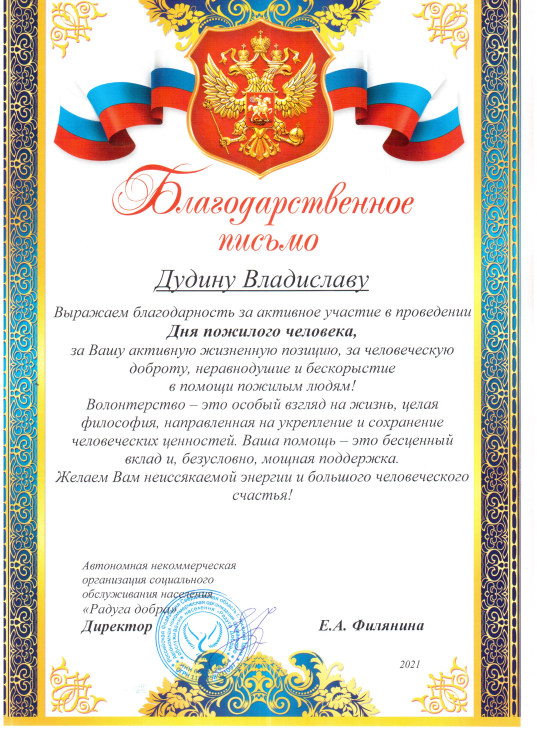 Благодарственное
письмо
Дудину Владиславу
Выражаем благодарность за активное участие в проведении
Дня пожилого человека,
за Вашу активную жизненную позицию, за человеческую
доброту, неравнодушие и бескорыстие
в помощи пожилым людям!
Волонтерство – это особый взгляд на жизнь, целая
философия, направленная на укрепление и сохранение
человеческих ценностей. Ваша помощь – это бесценный
вклад и, безусловно, мощная поддержка.
Желаем Вам неиссякаемой энергии и большого человеческого
счастья!
Автономная некоммерческая
организация социального
обслуживания населения
«Радуга добра»
Директор
Е.А. Филянина
2021